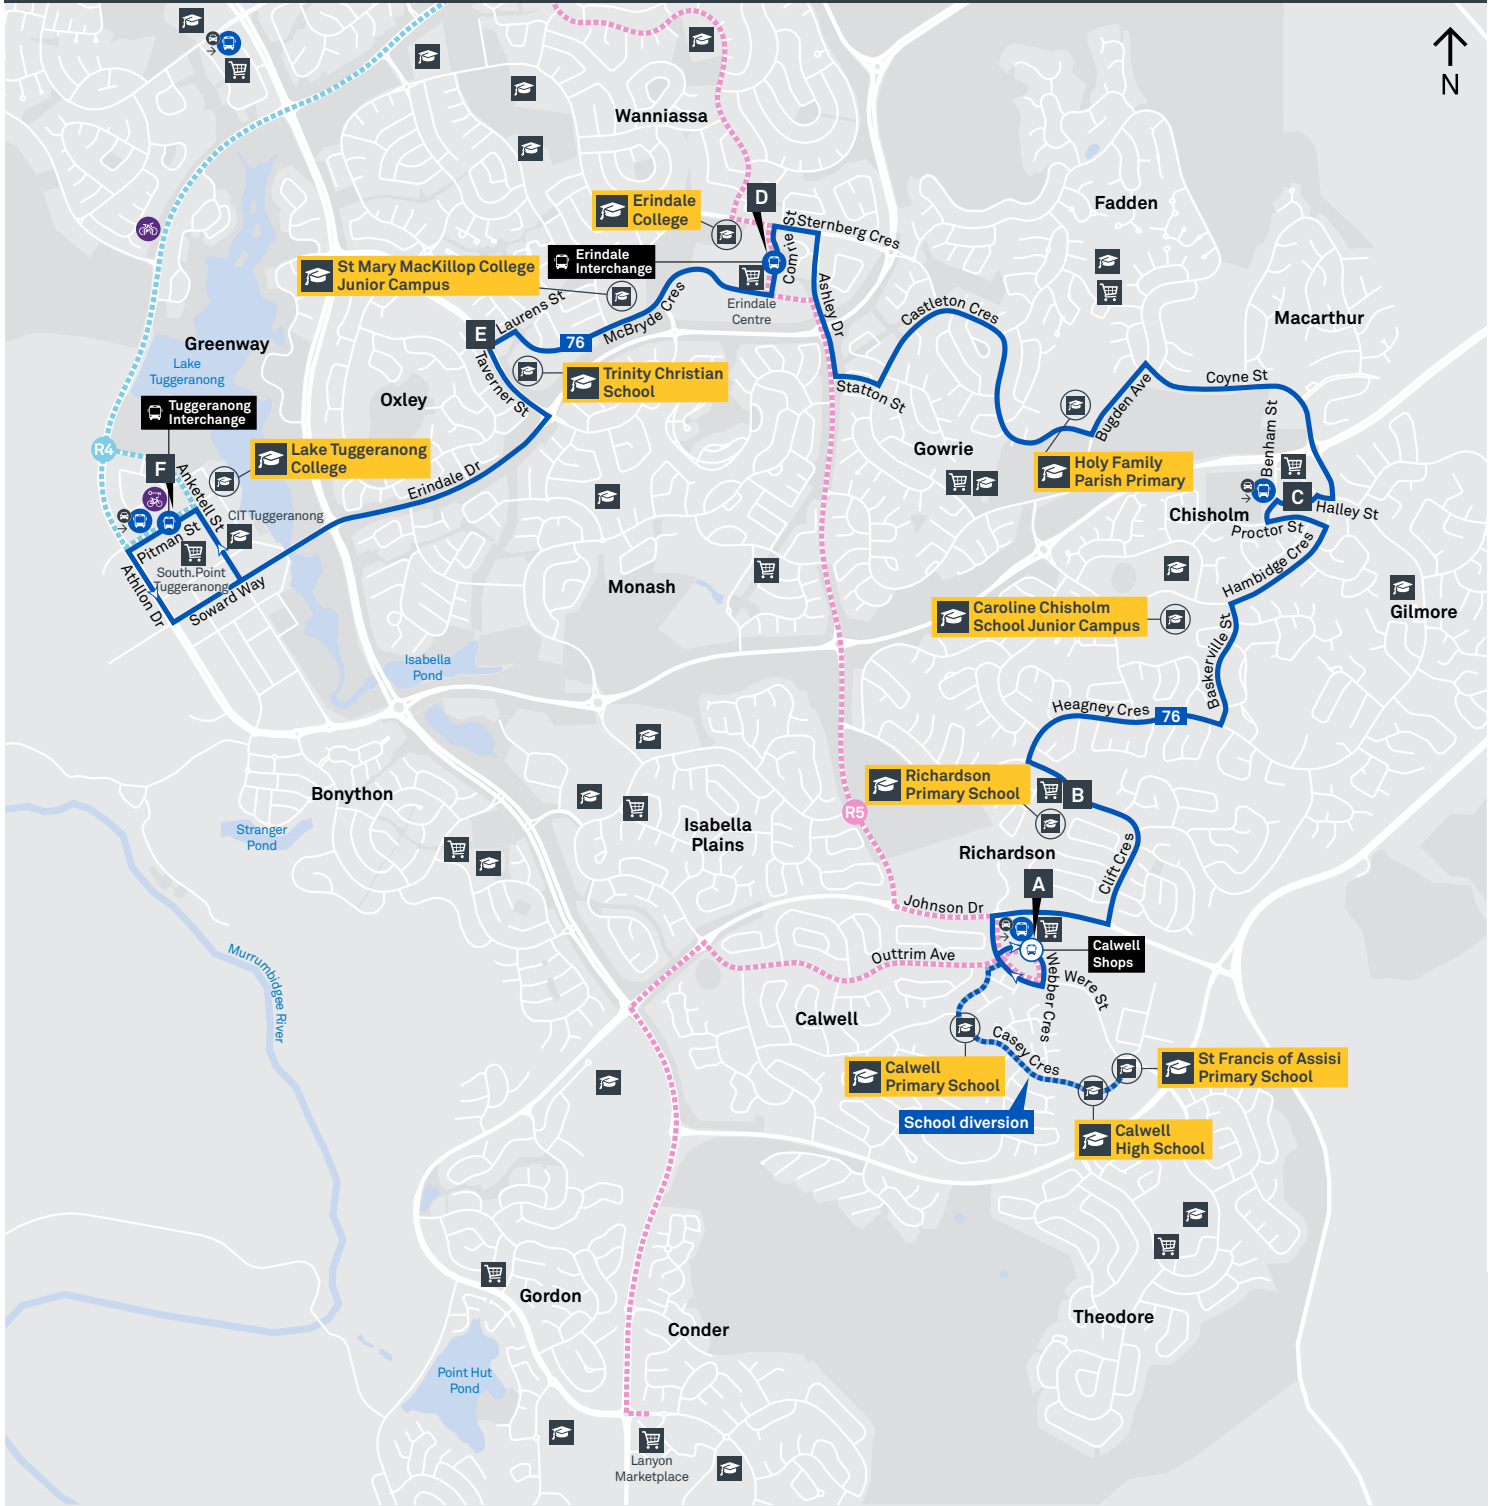 N
Wanniassa
D
Erindale
College
Comrie St
Sternberg Cres
Fadden
Erindale
Interchange
St Mary MacKillop College
Junior Campus
Erindale
Centre
Ashley Dr
Castleton Cres
Macarthur
E
Laurens St
76
McBryde Cres
Greenway
Lake
Tuggeranong
Taverner St
Trinity Christian
School
Statton St
Bugden Ave
Coyne St
Oxley
Tuggeranong
Interchange
Benham St
R4
Lake Tuggeranong
College
Gowrie
Holy Family
Parish Primary
F
Anketell St
Erindale Dr
C
Halley St
Chisholm
Proctor St
CIT Tuggeranong
Pitman St
South.Point
Tuggeranong
Athllon Dr
Soward Way
Monash
Hambidge Cres
Gilmore
Caroline Chisholm
School Junior Campus
Baskerville St
Isabella
Pond
Heagney Cres
76
Bonython
Richardson
Primary School
B
R5
Stranger
Pond
Isabella
Plains
Richardson
Clift Cres
A
Johnson Dr
Calwell
Shops
Outtrim Ave
Webber Cres
Were St
Murrumbidgee River
Calwell
Casey Cres
Calwell
Primary School
St Francis of Assisi
Primary School
School diversion
Calwell
High School
Gordon
Theodore
Conder
Point Hut
Pond
Lanyon
Marketplace